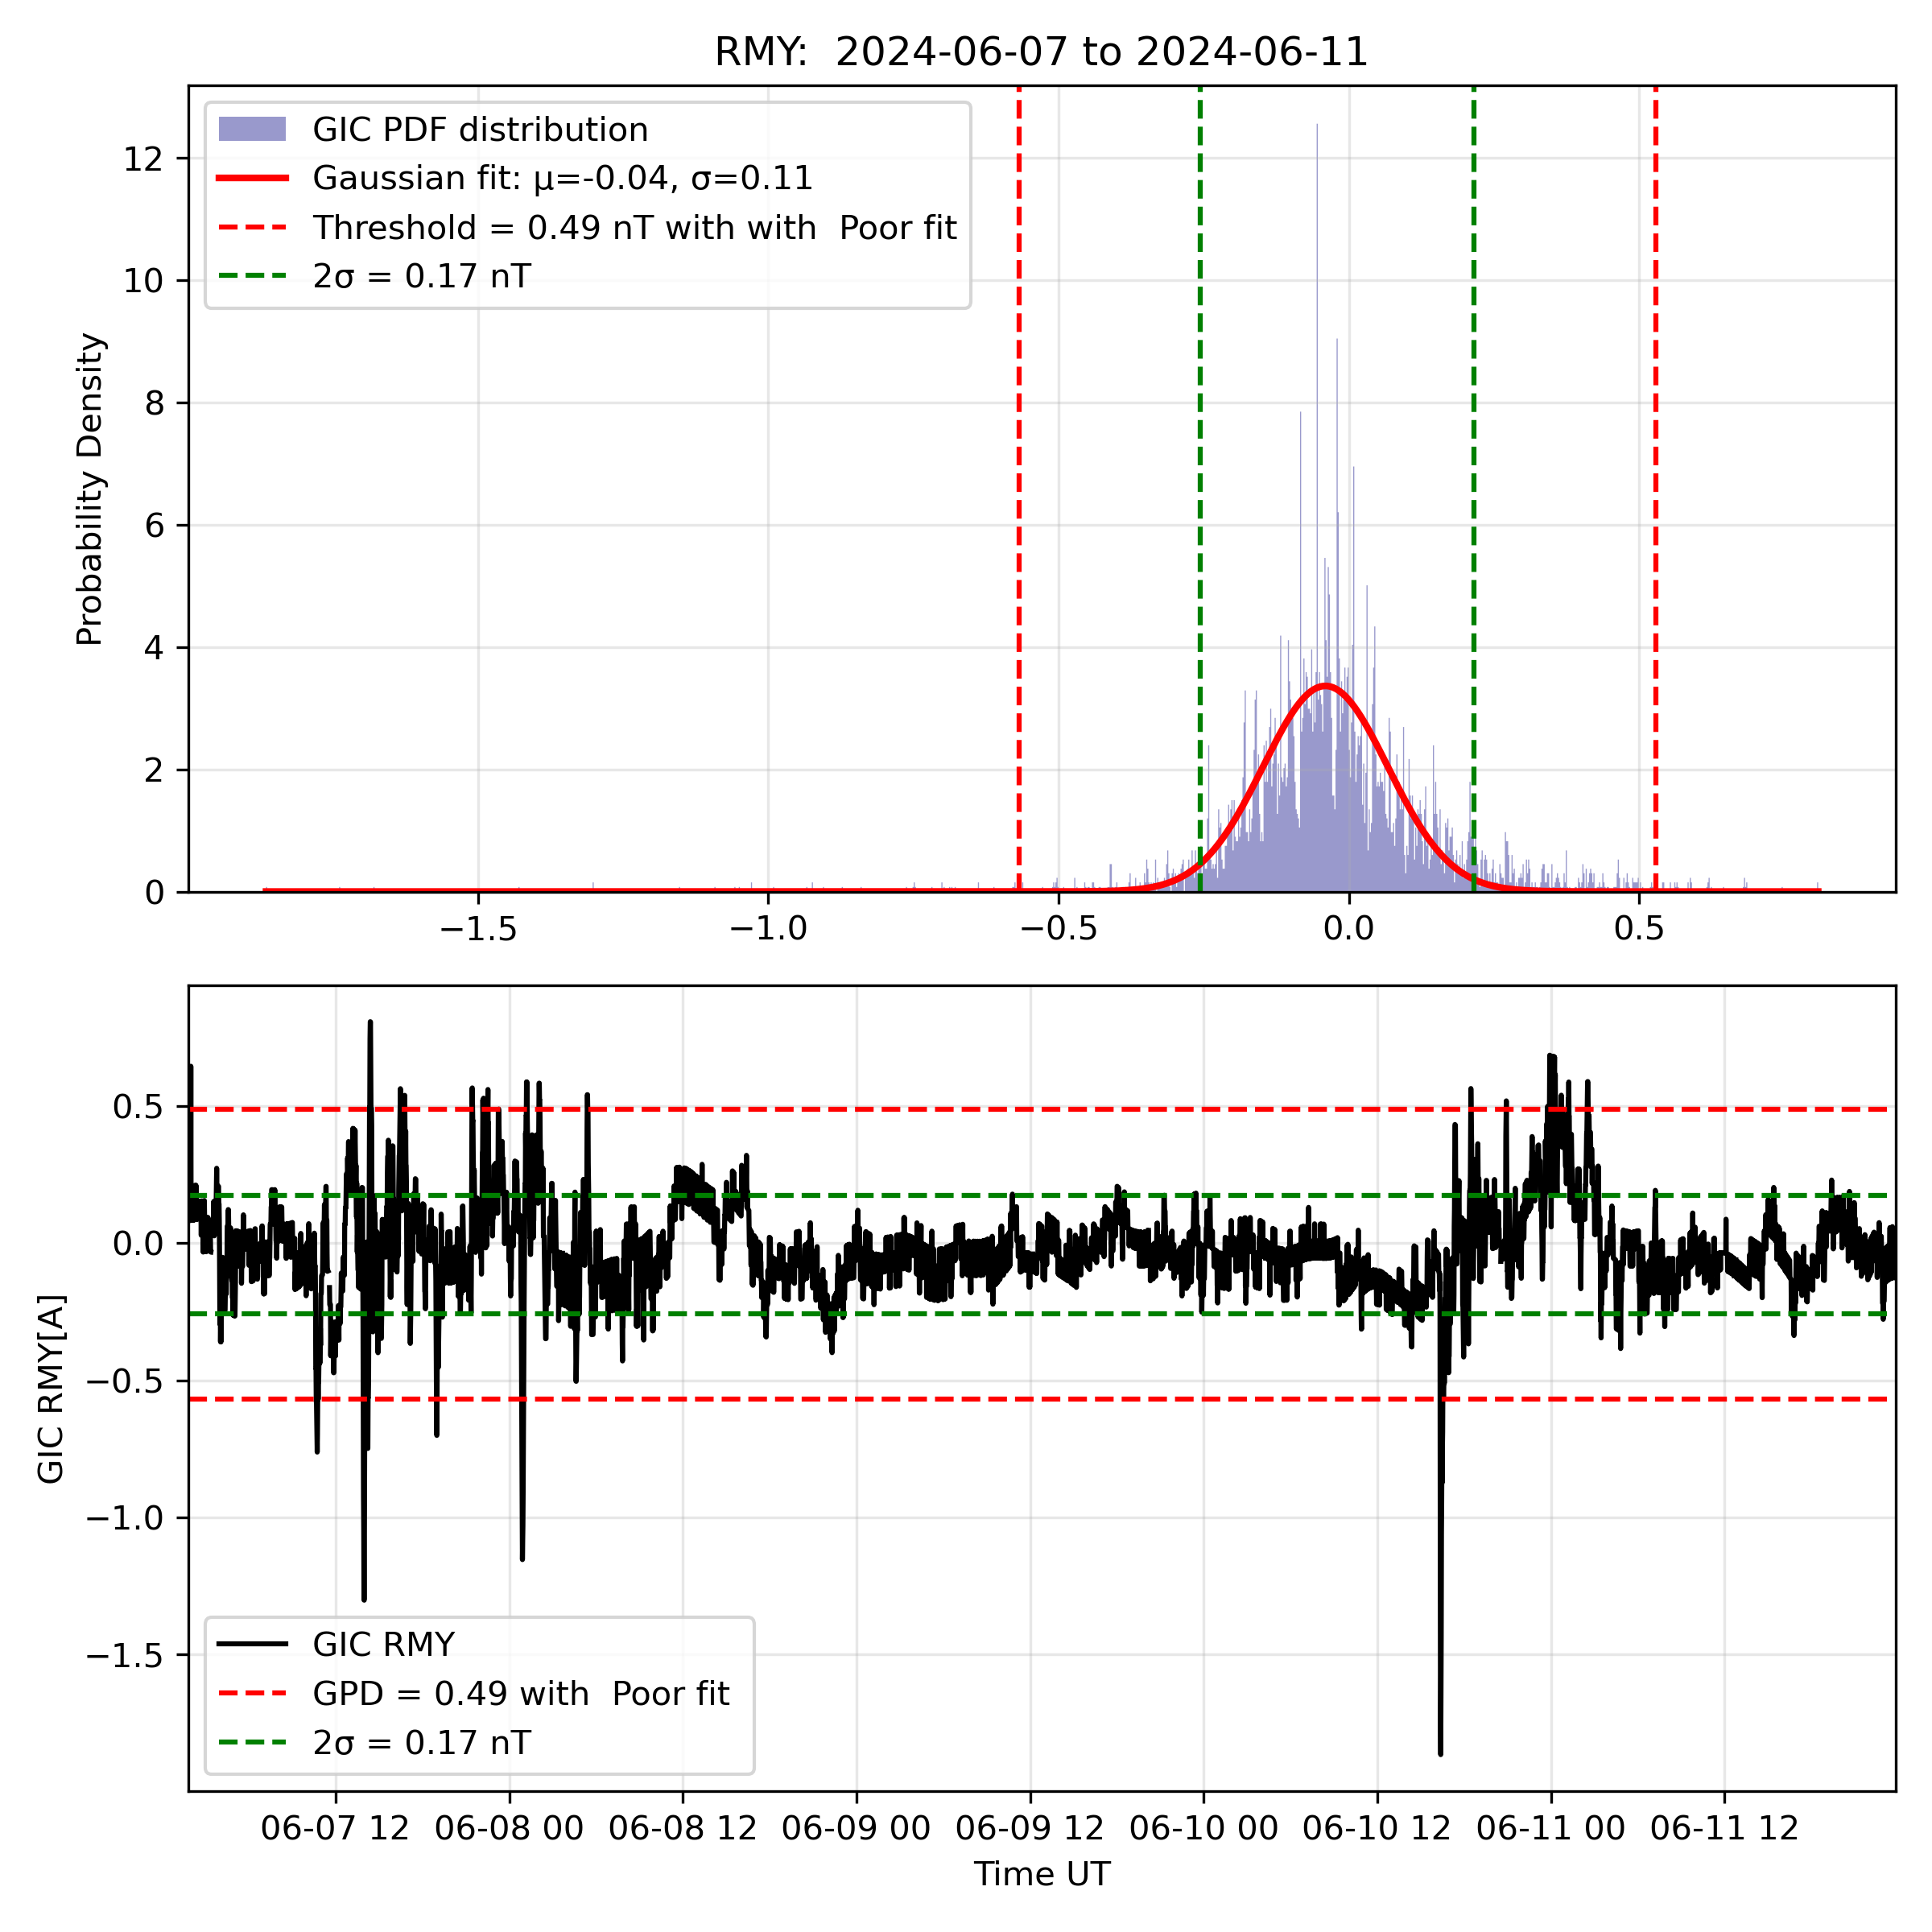 RMY:  2024-06-07 to 2024-06-11
GIC PDF distribution
Gaussian fit: μ=-0.04, σ=0.11
Threshold = 0.49 nT with with  Poor fit
2σ = 0.17 nT
Probability Density
12
10
8
6
4
2
0
−1.5 −1.0 −0.5 0.0 0.5
GIC RMY[A]
0.5
0.0
−0.5
−1.0
−1.5
GIC RMY
GPD = 0.49 with  Poor fit
2σ = 0.17 nT
06-07 12 06-08 00 06-08 12 06-09 00 06-09 12 06-10 00 06-10 12 06-11 00 06-11 12
Time UT